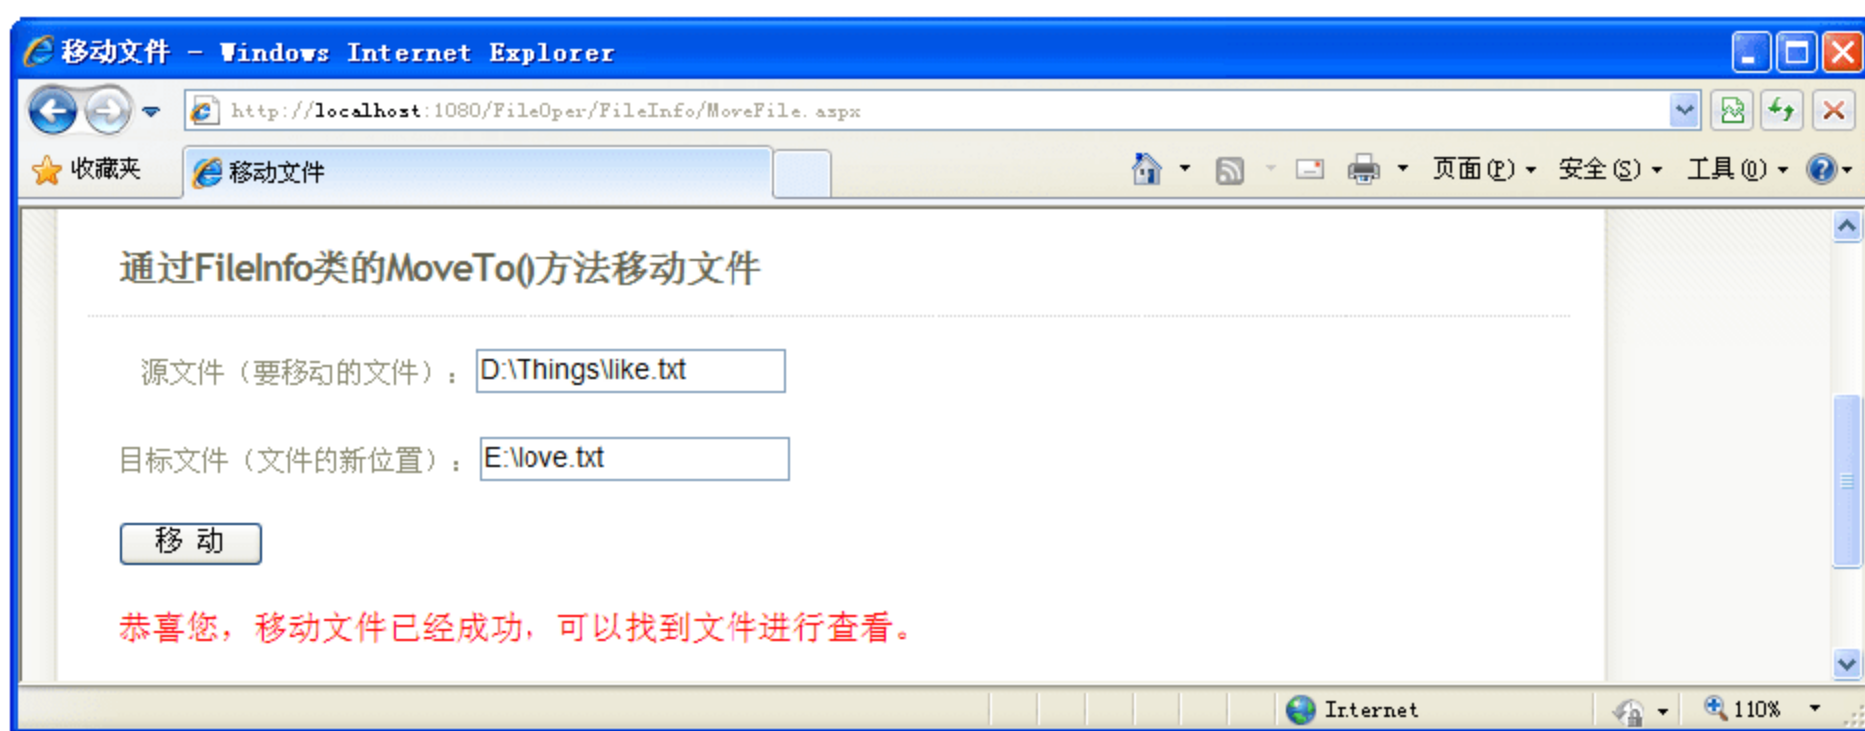 移动文件 - Windows Internet Explorer
http://localhost:1080/FileOper/FileInfo/MoveFile.aspx
收藏夹 移动文件 页面(P) 安全(S) 工具(O)
通过FileInfo类的MoveTo()方法移动文件
源文件（要移动的文件）： D:\Things\like.txt
目标文件（文件的新位置）： E:\love.txt
移 动
恭喜您，移动文件已经成功，可以找到文件进行查看。
Internet 110%